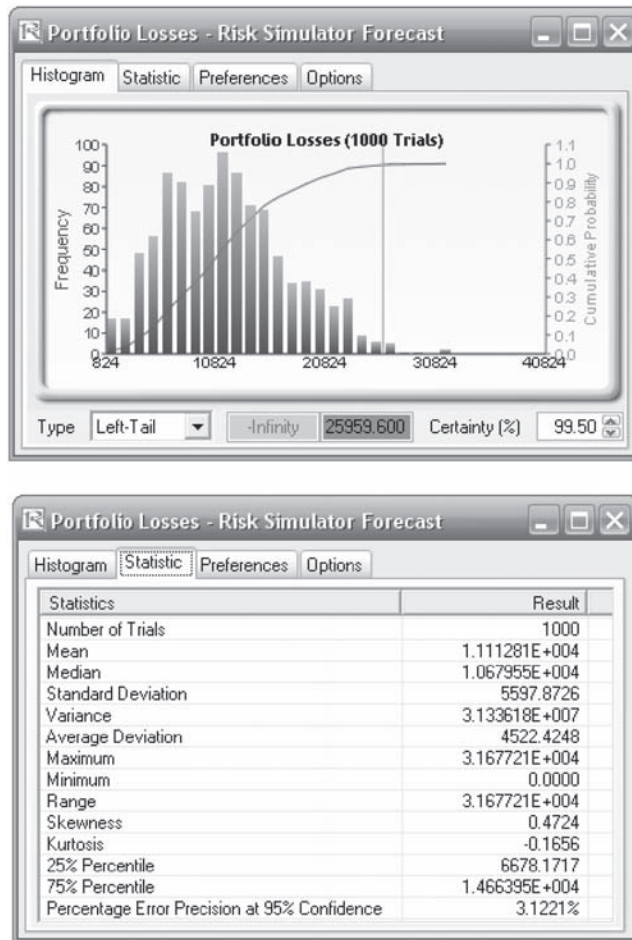 Portfolio Losses - Risk Simulator Forecast
Histogram Statistic Preferences Options
Portfolio Losses (1000 Trials)
Frequency
100
90
80
70
60
50
40
30
20
10
0
824 10824 20824 30824 40824
1.1
1.0
0.9
0.8
0.7
0.6
0.5
0.4
0.3
0.2
0.1
0.0
Cumulative Probability
Type Left-Tail -Infinity 25959.600 Certainty (%) 99.50
Portfolio Losses - Risk Simulator Forecast
Histogram Statistic Preferences Options
Statistics Result
Number of Trials 1000
Mean 1.111281E+004
Median 1.067955E+004
Standard Deviation 5597.8726
Variance 3.133618E+007
Average Deviation 4522.4248
Maximum 3.167721E+004
Minimum 0.0000
Range 3.167721E+004
Skewness 0.4724
Kurtosis -0.1656
25% Percentile 6678.1717
75% Percentile 1.466395E+004
Percentage Error Precision at 95% Confidence 3.1221%